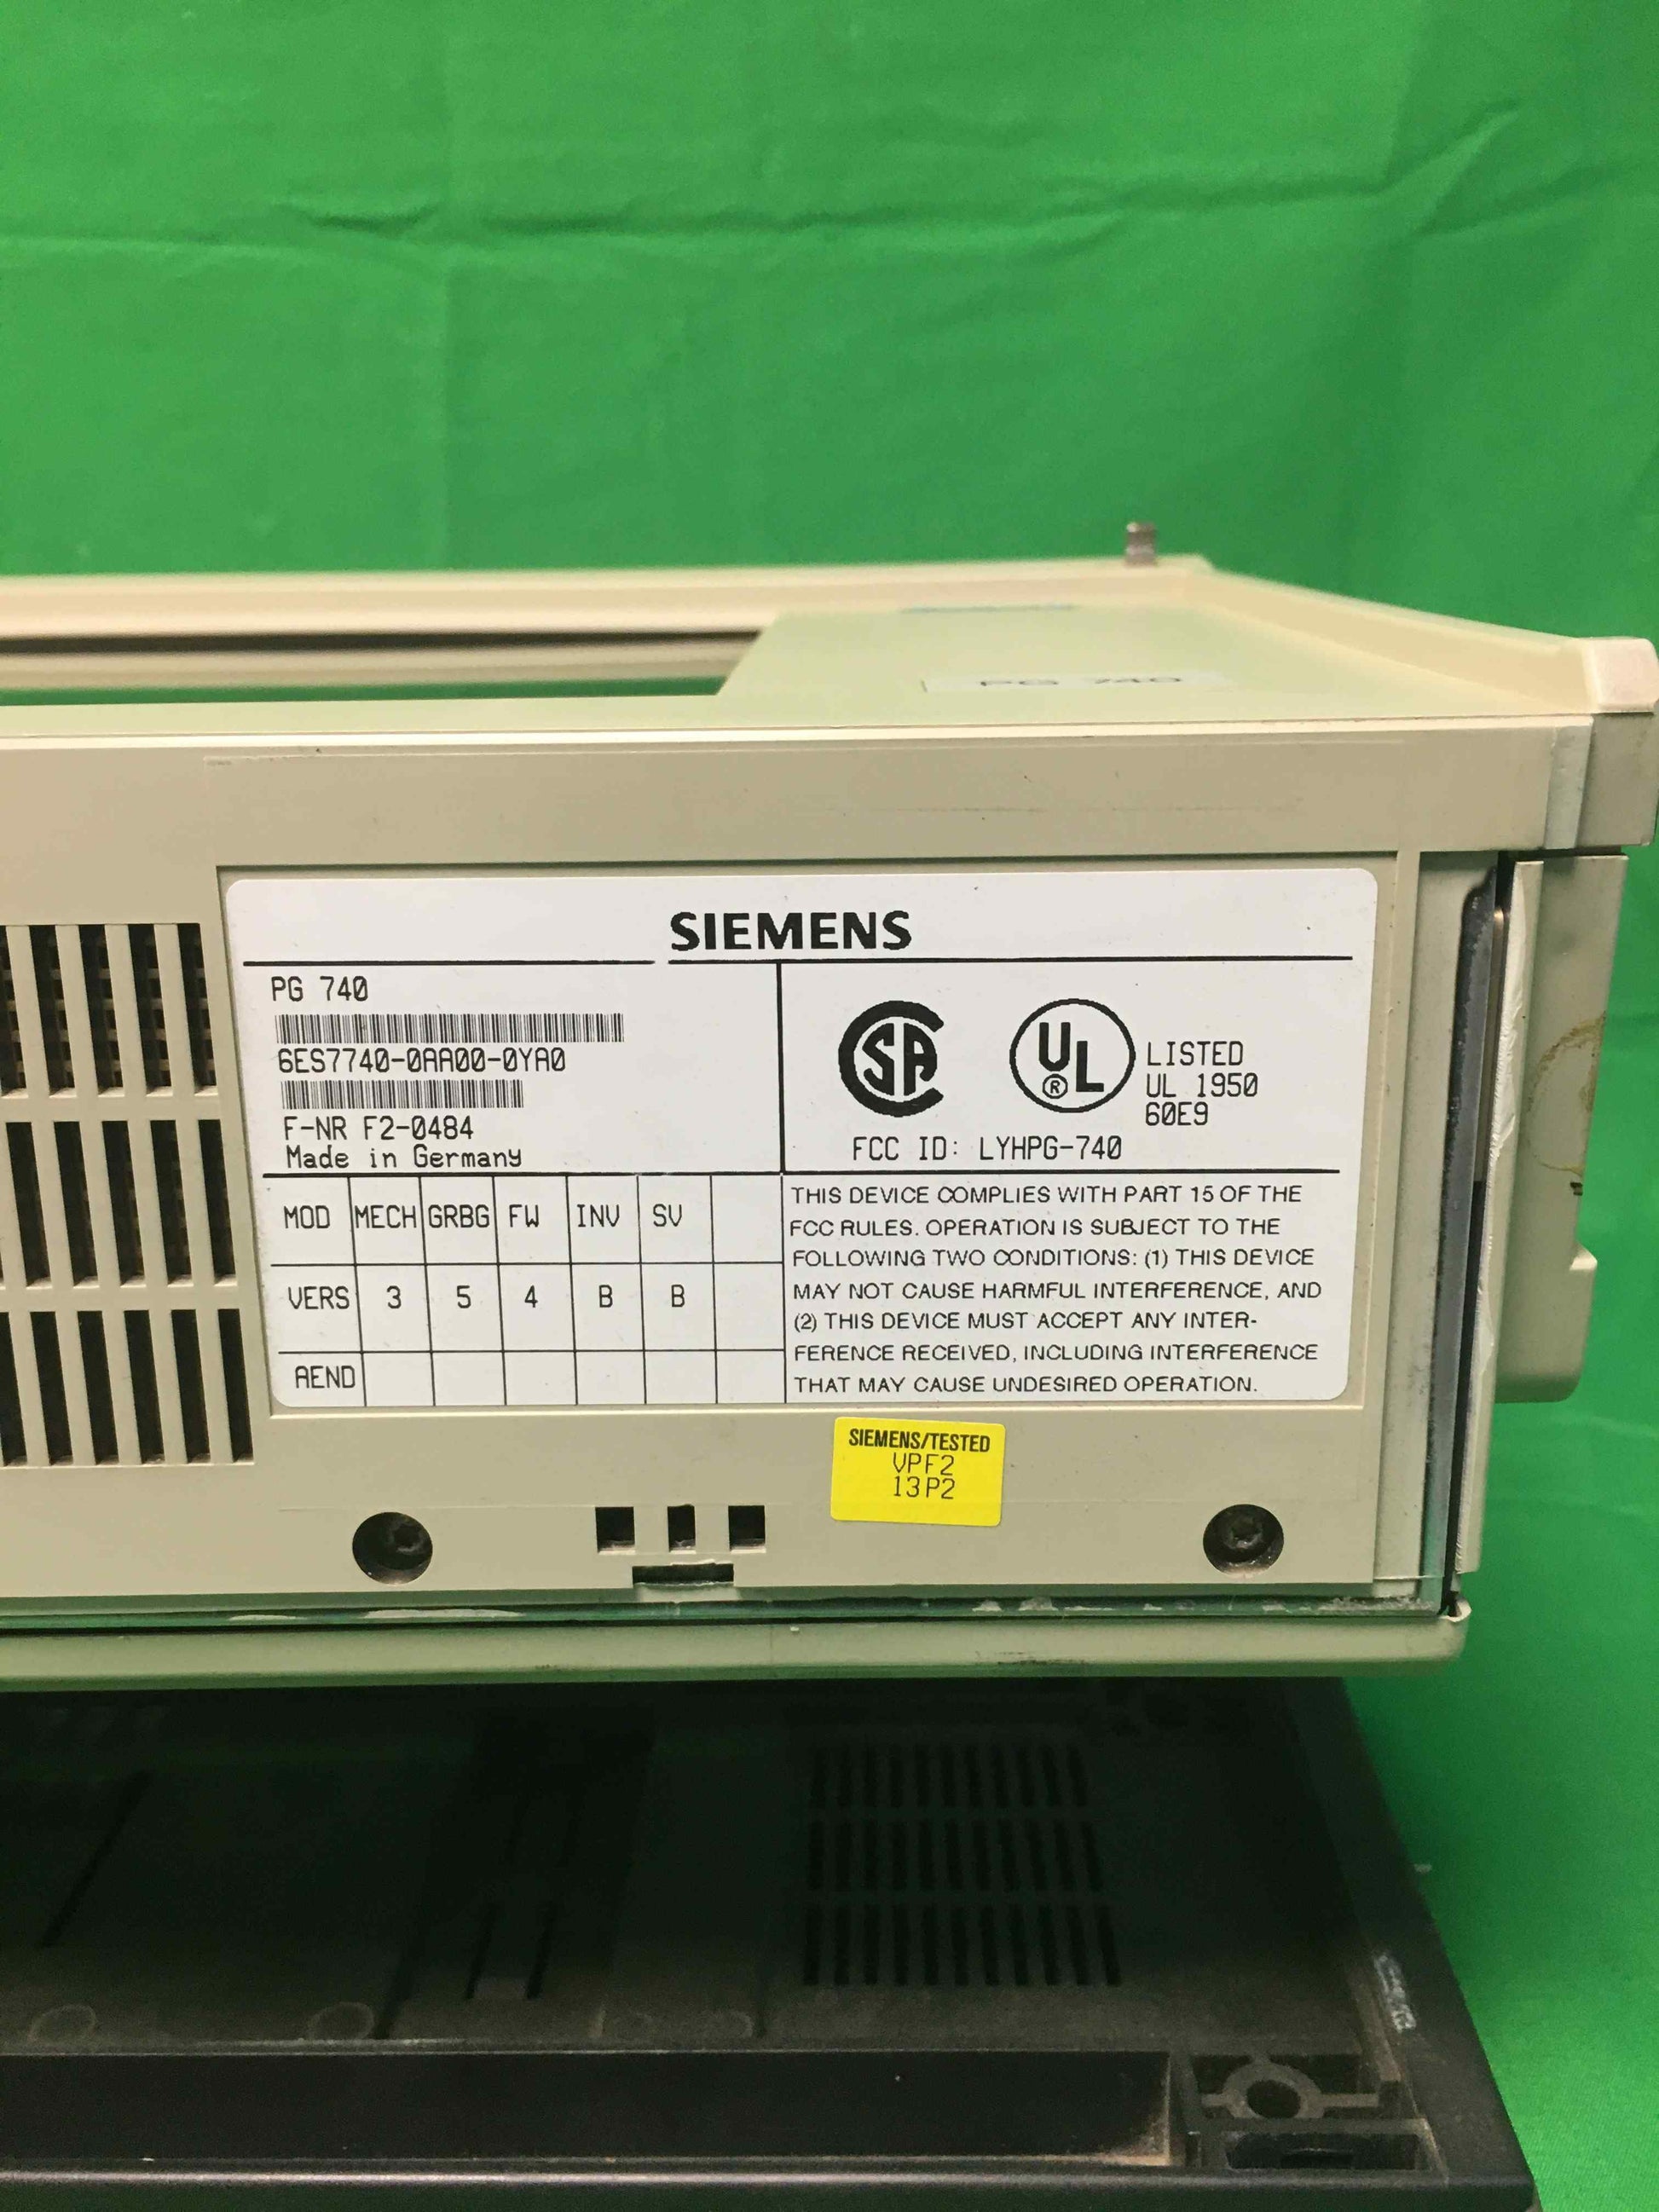 PG 740
SIEMENS
PG 740
6ES7740-0AA00-0YA0
F-NR F2-0484
Made in Germany
SA
UL
®
LISTED
UL 1950
60E9
FCC ID: LYHPG-740
MOD MECH GRBG FW INV SV
VERS 3 5 4 B B
AEND
THIS DEVICE COMPLIES WITH PART 15 OF THE
FCC RULES. OPERATION IS SUBJECT TO THE
FOLLOWING TWO CONDITIONS: (1) THIS DEVICE
MAY NOT CAUSE HARMFUL INTERFERENCE, AND
(2) THIS DEVICE MUST ACCEPT ANY INTER-
FERENCE RECEIVED, INCLUDING INTERFERENCE
THAT MAY CAUSE UNDESIRED OPERATION.
SIEMENS/TESTED
VPF2
13P2